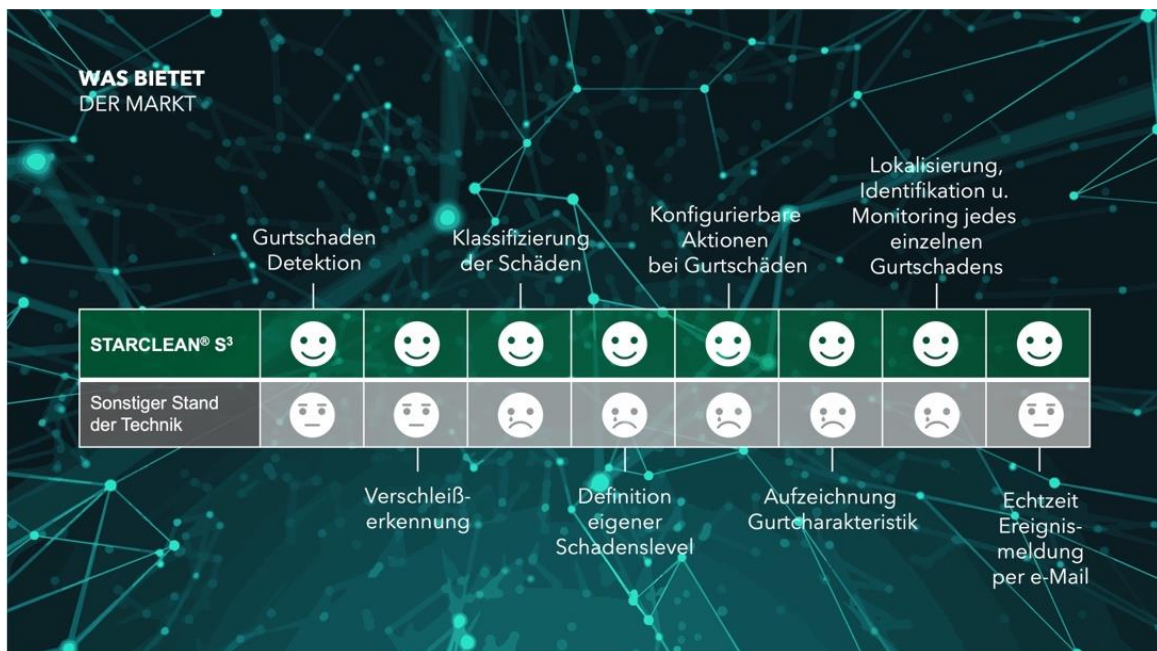 WAS BIETET
DER MARKT
Gurtschaden
Detektion
Klassifizierung
der Schäden
Konfigurierbare
Aktionen
bei Gurtschäden
Lokalisierung,
Identifikation u.
Monitoring jedes
einzelnen
Gurtschadens
STARCLEAN® S³
Sonstiger Stand
der Technik
Verschleiß-
erkennung
Definition
eigener
Schadenslevel
Aufzeichnung
Gurtcharakteristik
Echtzeit
Ereignis-
meldung
per e-Mail